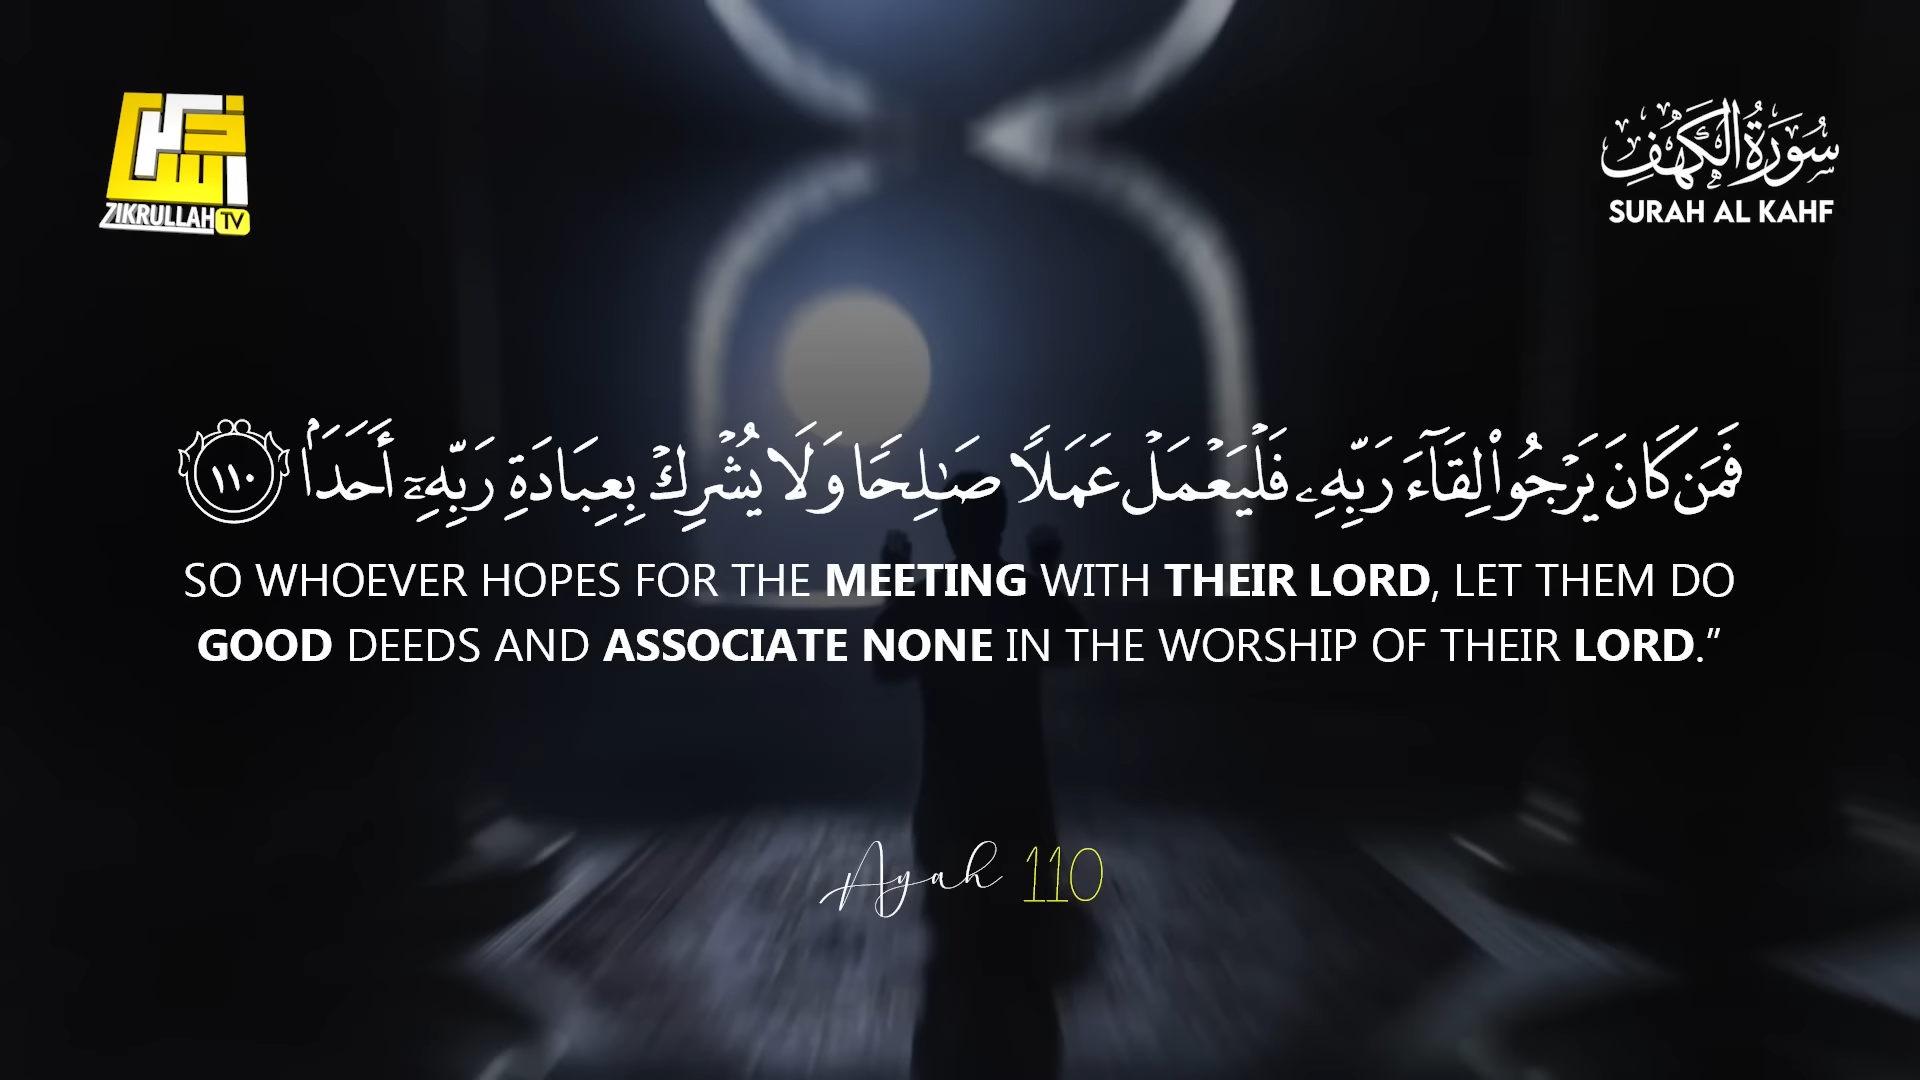 ZIKRULLAH TV
سُورَةُ الكَهْفِ
SURAH AL KAHF
فَمَن كَانَ يَرْجُوا۟ لِقَآءَ رَبِّهِۦ فَلْيَعْمَلْ عَمَلًا صَـٰلِحًا وَلَا يُشْرِكْ بِعِبَادَةِ رَبِّهِۦٓ أَحَدَۢا ١١٠
SO WHOEVER HOPES FOR THE MEETING WITH THEIR LORD, LET THEM DO
GOOD DEEDS AND ASSOCIATE NONE IN THE WORSHIP OF THEIR LORD.”
Ayah 110